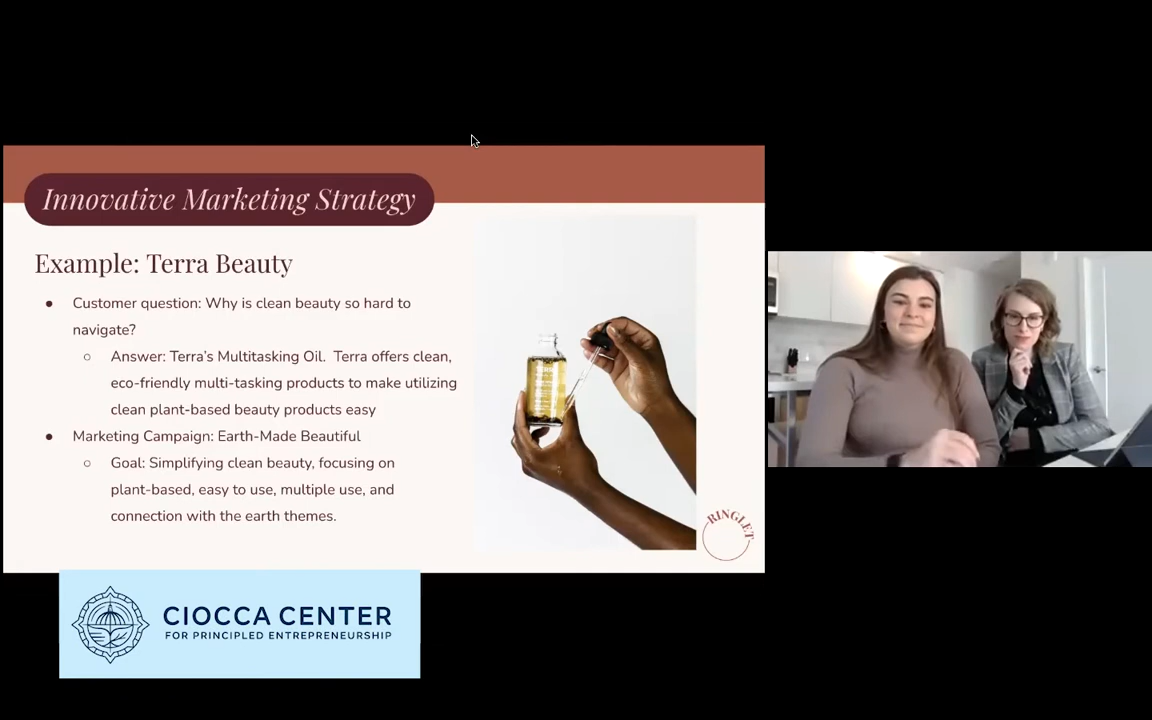 Innovative Marketing Strategy
Example: Terra Beauty
● Customer question: Why is clean beauty so hard to
navigate?
○ Answer: Terra's Multitasking Oil.  Terra offers clean,
eco-friendly multi-tasking products to make utilizing
clean plant-based beauty products easy
● Marketing Campaign: Earth-Made Beautiful
○ Goal: Simplifying clean beauty, focusing on
plant-based, easy to use, multiple use, and
connection with the earth themes.
RINGLET
CIOCCA CENTER
FOR PRINCIPLED ENTREPRENEURSHIP